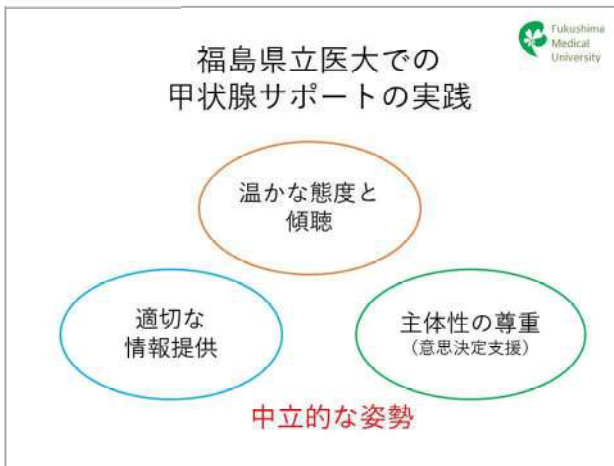 福島県立医大での
甲状腺サポートの実践
Fukushima
Medical
University
温かな態度と
傾聴
適切な
情報提供
主体性の尊重
(意思決定支援)
中立的な姿勢